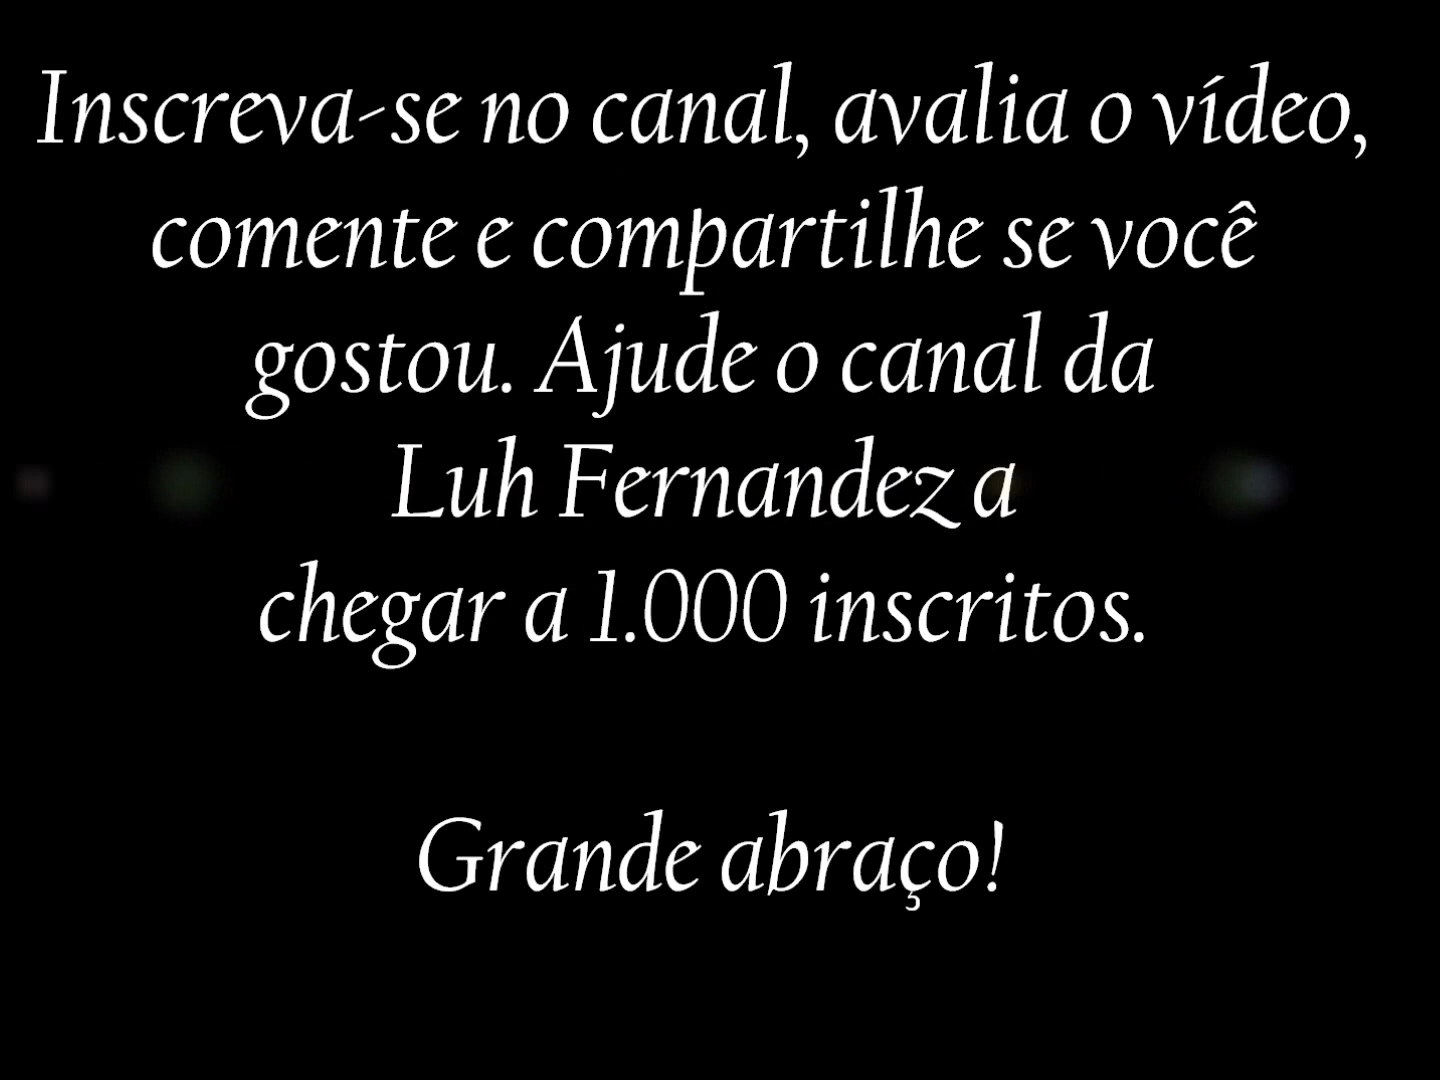 Inscreva-se no canal, avalia o vídeo,
comente e compartilhe se você
gostou. Ajude o canal da
Luh Fernandez a
chegar a 1.000 inscritos.
Grande abraço!